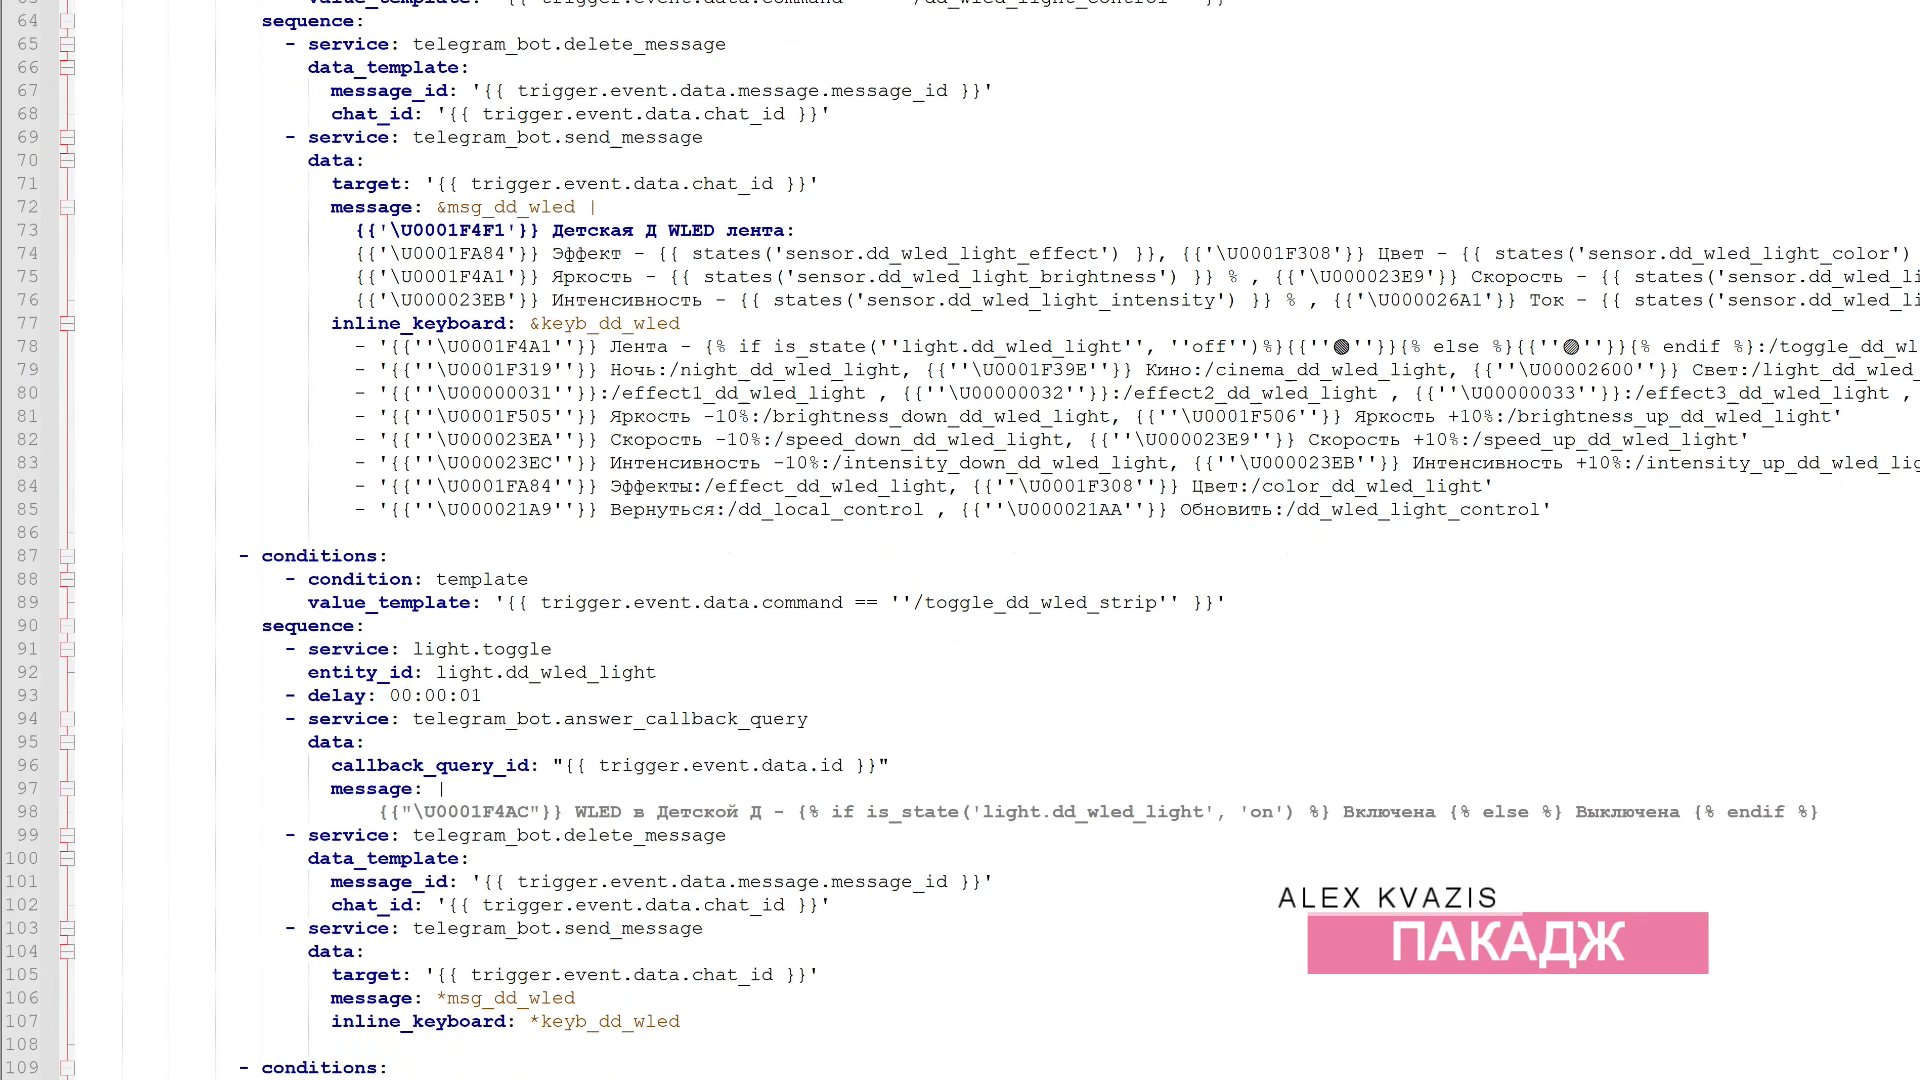 64 sequence:
65 - service: telegram_bot.delete_message
66 data_template:
67 message_id: '{{ trigger.event.data.message.message_id }}'
68 chat_id: '{{ trigger.event.data.chat_id }}'
69 - service: telegram_bot.send_message
70 data:
71 target: '{{ trigger.event.data.chat_id }}'
72 message: &msg_dd_wled |
73 {{'\U0001F4F1'}} Детская Д WLED лента:
74 {{'\U0001FA84'}} Эффект - {{ states('sensor.dd_wled_light_effect') }}, {{'\U0001F308'}} Цвет - {{ states('sensor.dd_wled_light_color')
75 {{'\U0001F4A1'}} Яркость - {{ states('sensor.dd_wled_light_brightness') }} % , {{'\U000023E9'}} Скорость - {{ states('sensor.dd_wled_li
76 {{'\U000023EB'}} Интенсивность - {{ states('sensor.dd_wled_light_intensity') }} % , {{'\U000026A1'}} Ток - {{ states('sensor.dd_wled_li
77 inline_keyboard: &keyb_dd_wled
78 - '{{''\U0001F4A1''}} Лента - {% if is_state(''light.dd_wled_light'', ''off'')%}{{'' ''}}{% else %}{{'' ''}}{% endif %}:/toggle_dd_wl
79 - '{{''\U0001F319''}} Ночь:/night_dd_wled_light, {{''\U0001F39E''}} Кино:/cinema_dd_wled_light, {{''\U00002600''}} Свет:/light_dd_wled_
80 - '{{''\U00000031''}}:/effect1_dd_wled_light , {{''\U00000032''}}:/effect2_dd_wled_light , {{''\U00000033''}}:/effect3_dd_wled_light ,
81 - '{{''\U0001F505''}} Яркость -10%:/brightness_down_dd_wled_light, {{''\U0001F506''}} Яркость +10%:/brightness_up_dd_wled_light'
82 - '{{''\U000023EA''}} Скорость -10%:/speed_down_dd_wled_light, {{''\U000023E9''}} Скорость +10%:/speed_up_dd_wled_light'
83 - '{{''\U000023EC''}} Интенсивность -10%:/intensity_down_dd_wled_light, {{''\U000023EB''}} Интенсивность +10%:/intensity_up_dd_wled_lig
84 - '{{''\U0001FA84''}} Эффекты:/effect_dd_wled_light, {{''\U0001F308''}} Цвет:/color_dd_wled_light'
85 - '{{''\U000021A9''}} Вернуться:/dd_local_control , {{''\U000021AA''}} Обновить:/dd_wled_light_control'
86
87 - conditions:
88 - condition: template
89 value_template: '{{ trigger.event.data.command == ''/toggle_dd_wled_strip'' }}'
90 sequence:
91 - service: light.toggle
92 entity_id: light.dd_wled_light
93 - delay: 00:00:01
94 - service: telegram_bot.answer_callback_query
95 data:
96 callback_query_id: "{{ trigger.event.data.id }}"
97 message: |
98 {{"\U0001F4AC"}} WLED в Детской Д - {% if is_state('light.dd_wled_light', 'on') %} Включена {% else %} Выключена {% endif %}
99 - service: telegram_bot.delete_message
100 data_template:
101 message_id: '{{ trigger.event.data.message.message_id }}'
102 chat_id: '{{ trigger.event.data.chat_id }}'
103 - service: telegram_bot.send_message
104 data:
105 target: '{{ trigger.event.data.chat_id }}'
106 message: *msg_dd_wled
107 inline_keyboard: *keyb_dd_wled
108
109 - conditions:
ALEX KVAZIS
ПАКАДЖ